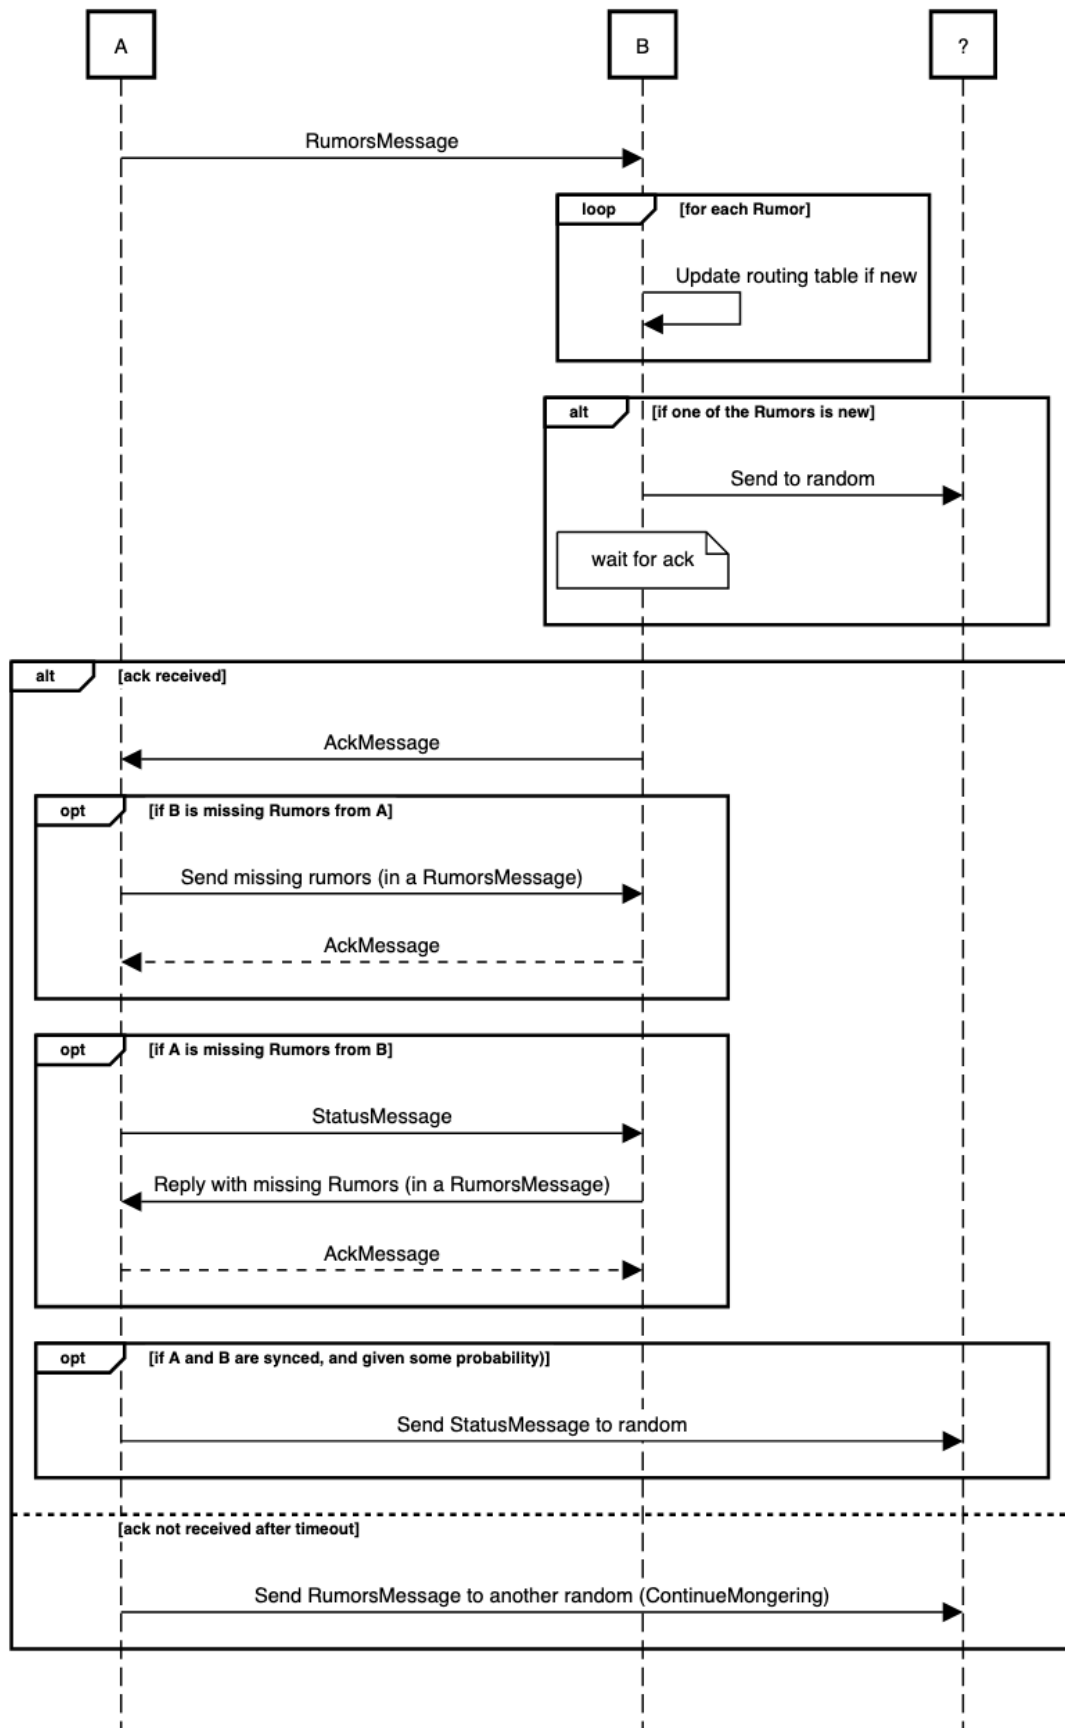 A B ?
RumorsMessage
loop [for each Rumor]
Update routing table if new
alt [if one of the Rumors is new]
Send to random
wait for ack
alt [ack received]
AckMessage
opt [if B is missing Rumors from A]
Send missing rumors (in a RumorsMessage)
AckMessage
opt [if A is missing Rumors from B]
StatusMessage
Reply with missing Rumors (in a RumorsMessage)
AckMessage
opt [if A and B are synced, and given some probability)]
Send StatusMessage to random
[ack not received after timeout]
Send RumorsMessage to another random (ContinueMongering)